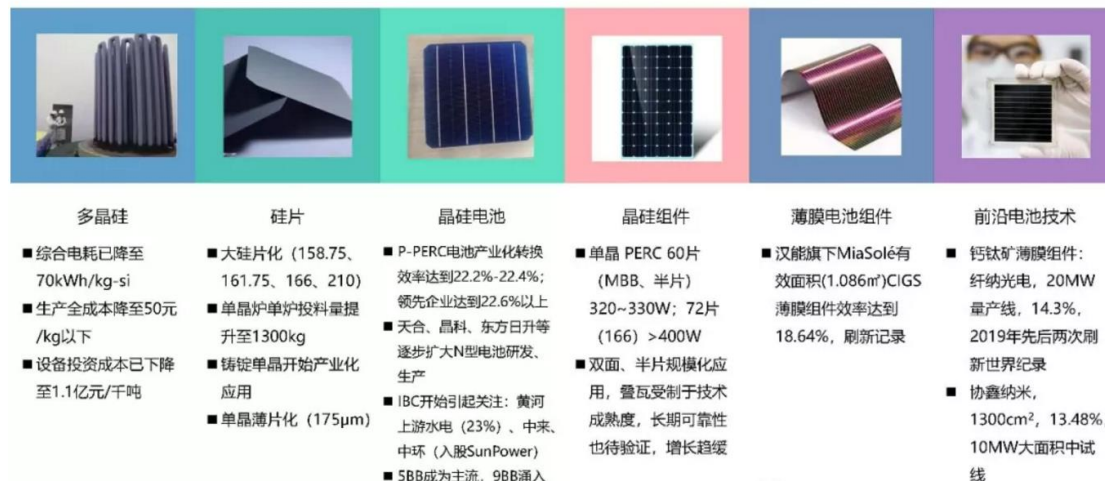 多晶硅
■ 综合电耗已降至
70kWh/kg-si
■ 生产全成本降至50元
/kg以下
■ 设备投资成本已下降
至1.1亿元/千吨
硅片
■ 大硅片化（158.75、
161.75、166、210）
■ 单晶炉单炉投料量提
升至1300kg
■ 铸锭单晶开始产业化
应用
■ 单晶薄片化（175μm）
晶硅电池
■ P-PERC电池产业化转换
效率达到22.2%-22.4%；
领先企业达到22.6%以上
■ 天合、晶科、东方日升等
逐步扩大N型电池研发、
生产
■ IBC开始引起关注：黄河
上游水电（23%）、中来、
中环（入股SunPower）
■ 5BB成为主流，9BB涌入
晶硅组件
■ 单晶 PERC 60片
（MBB、半片）
320~330W；72片
（166）>400W
■ 双面、半片规模化应
用，叠瓦受制于技术
成熟度，长期可靠性
也待验证，增长趋缓
薄膜电池组件
■ 汉能旗下MiaSolé有
效面积(1.086㎡)CIGS
薄膜组件效率达到
18.64%，刷新记录
前沿电池技术
■ 钙钛矿薄膜组件：
纤纳光电，20MW
量产线，14.3%，
2019年先后两次刷
新世界纪录
■ 协鑫纳米，
1300cm²，13.48%，
10MW大面积中试
线